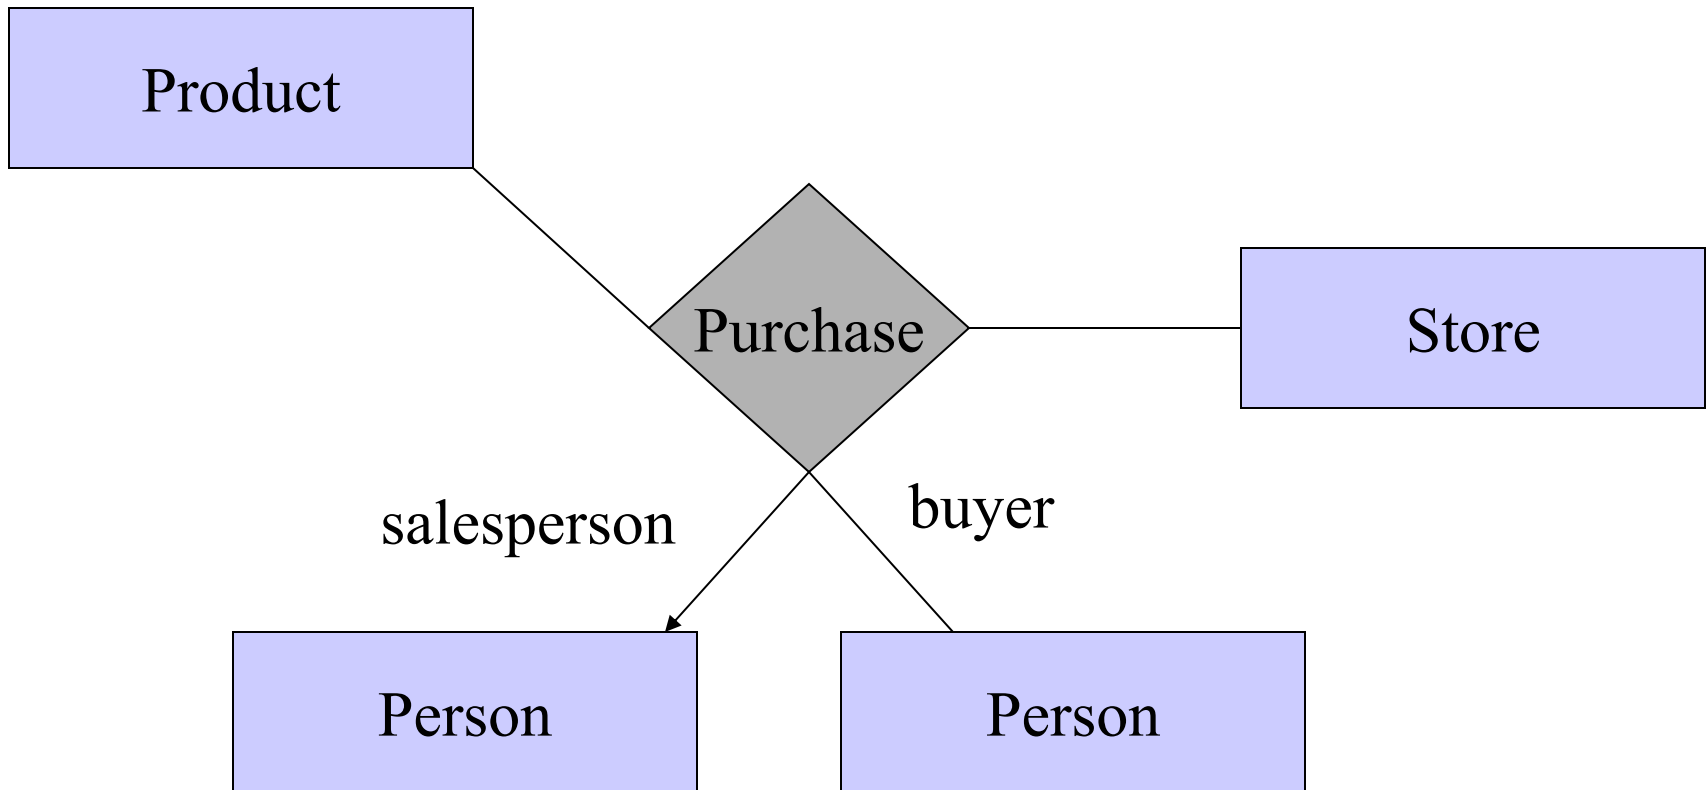 Product
Purchase
Store
salesperson
buyer
Person
Person